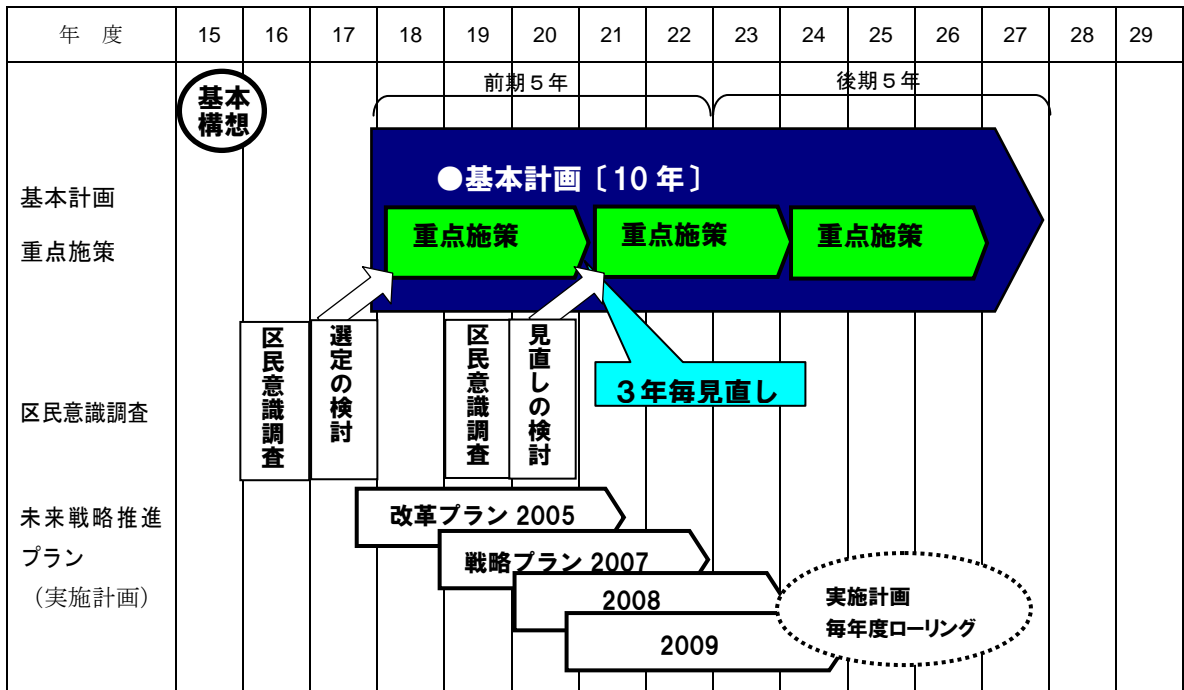 年 度 15 16 17 18 19 20 21 22 23 24 25 26 27 28 29
前期５年
後期５年
基本
構想
●基本計画〔10 年〕
基本計画
重点施策
重点施策
重点施策
重点施策
区民意識調査
選定の検討
区民意識調査
見直しの検討
３年毎見直し
区民意識調査
未来戦略推進
プラン
（実施計画）
改革プラン 2005
戦略プラン 2007
2008
2009
実施計画
毎年度ローリング